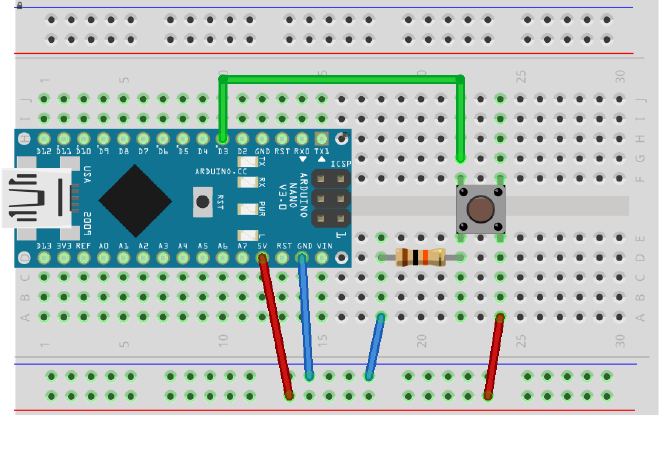 1 5 10 15 20 25 30
J J
I I
H H
G G
F F
D12 D11 D10 D9 D8 D7 D6 D5 D4 D3 D2 GND RST RX0 TX1
TX
RX
PWR
L
USA
2009
ARDUINO.CC
RST
ARDUINO
NANO
V3.0
ICSP
1
D13 3V3 REF A0 A1 A2 A3 A4 A5 A6 A7 5V RST GND VIN
E E
D D
C C
B B
A A
1 5 10 15 20 25 30